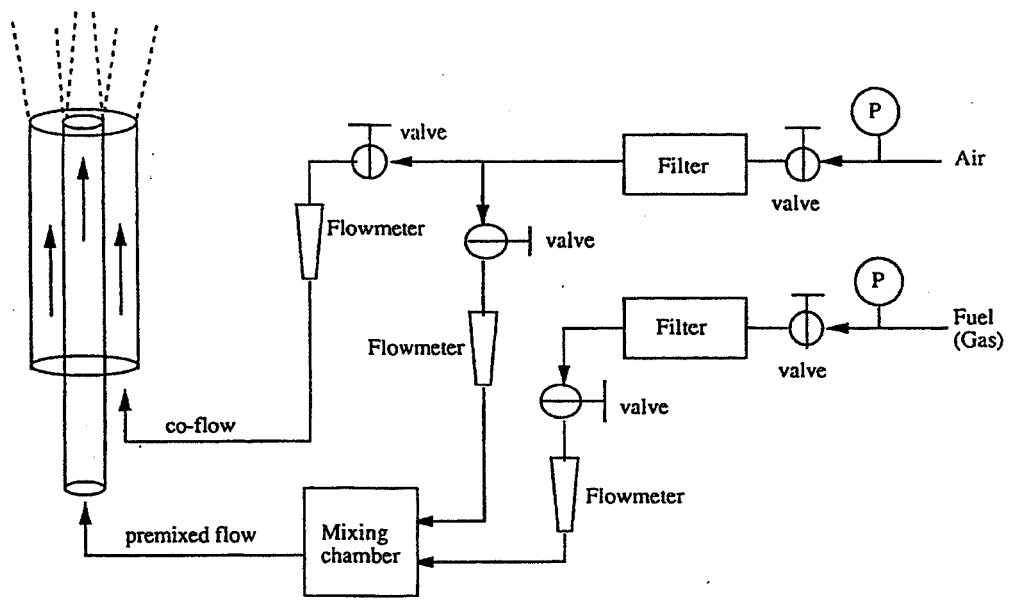 P
valve
Filter
Air
valve
Flowmeter
valve
P
Flowmeter
Filter
Fuel
(Gas)
valve
valve
co-flow
Flowmeter
premixed flow
Mixing
chamber